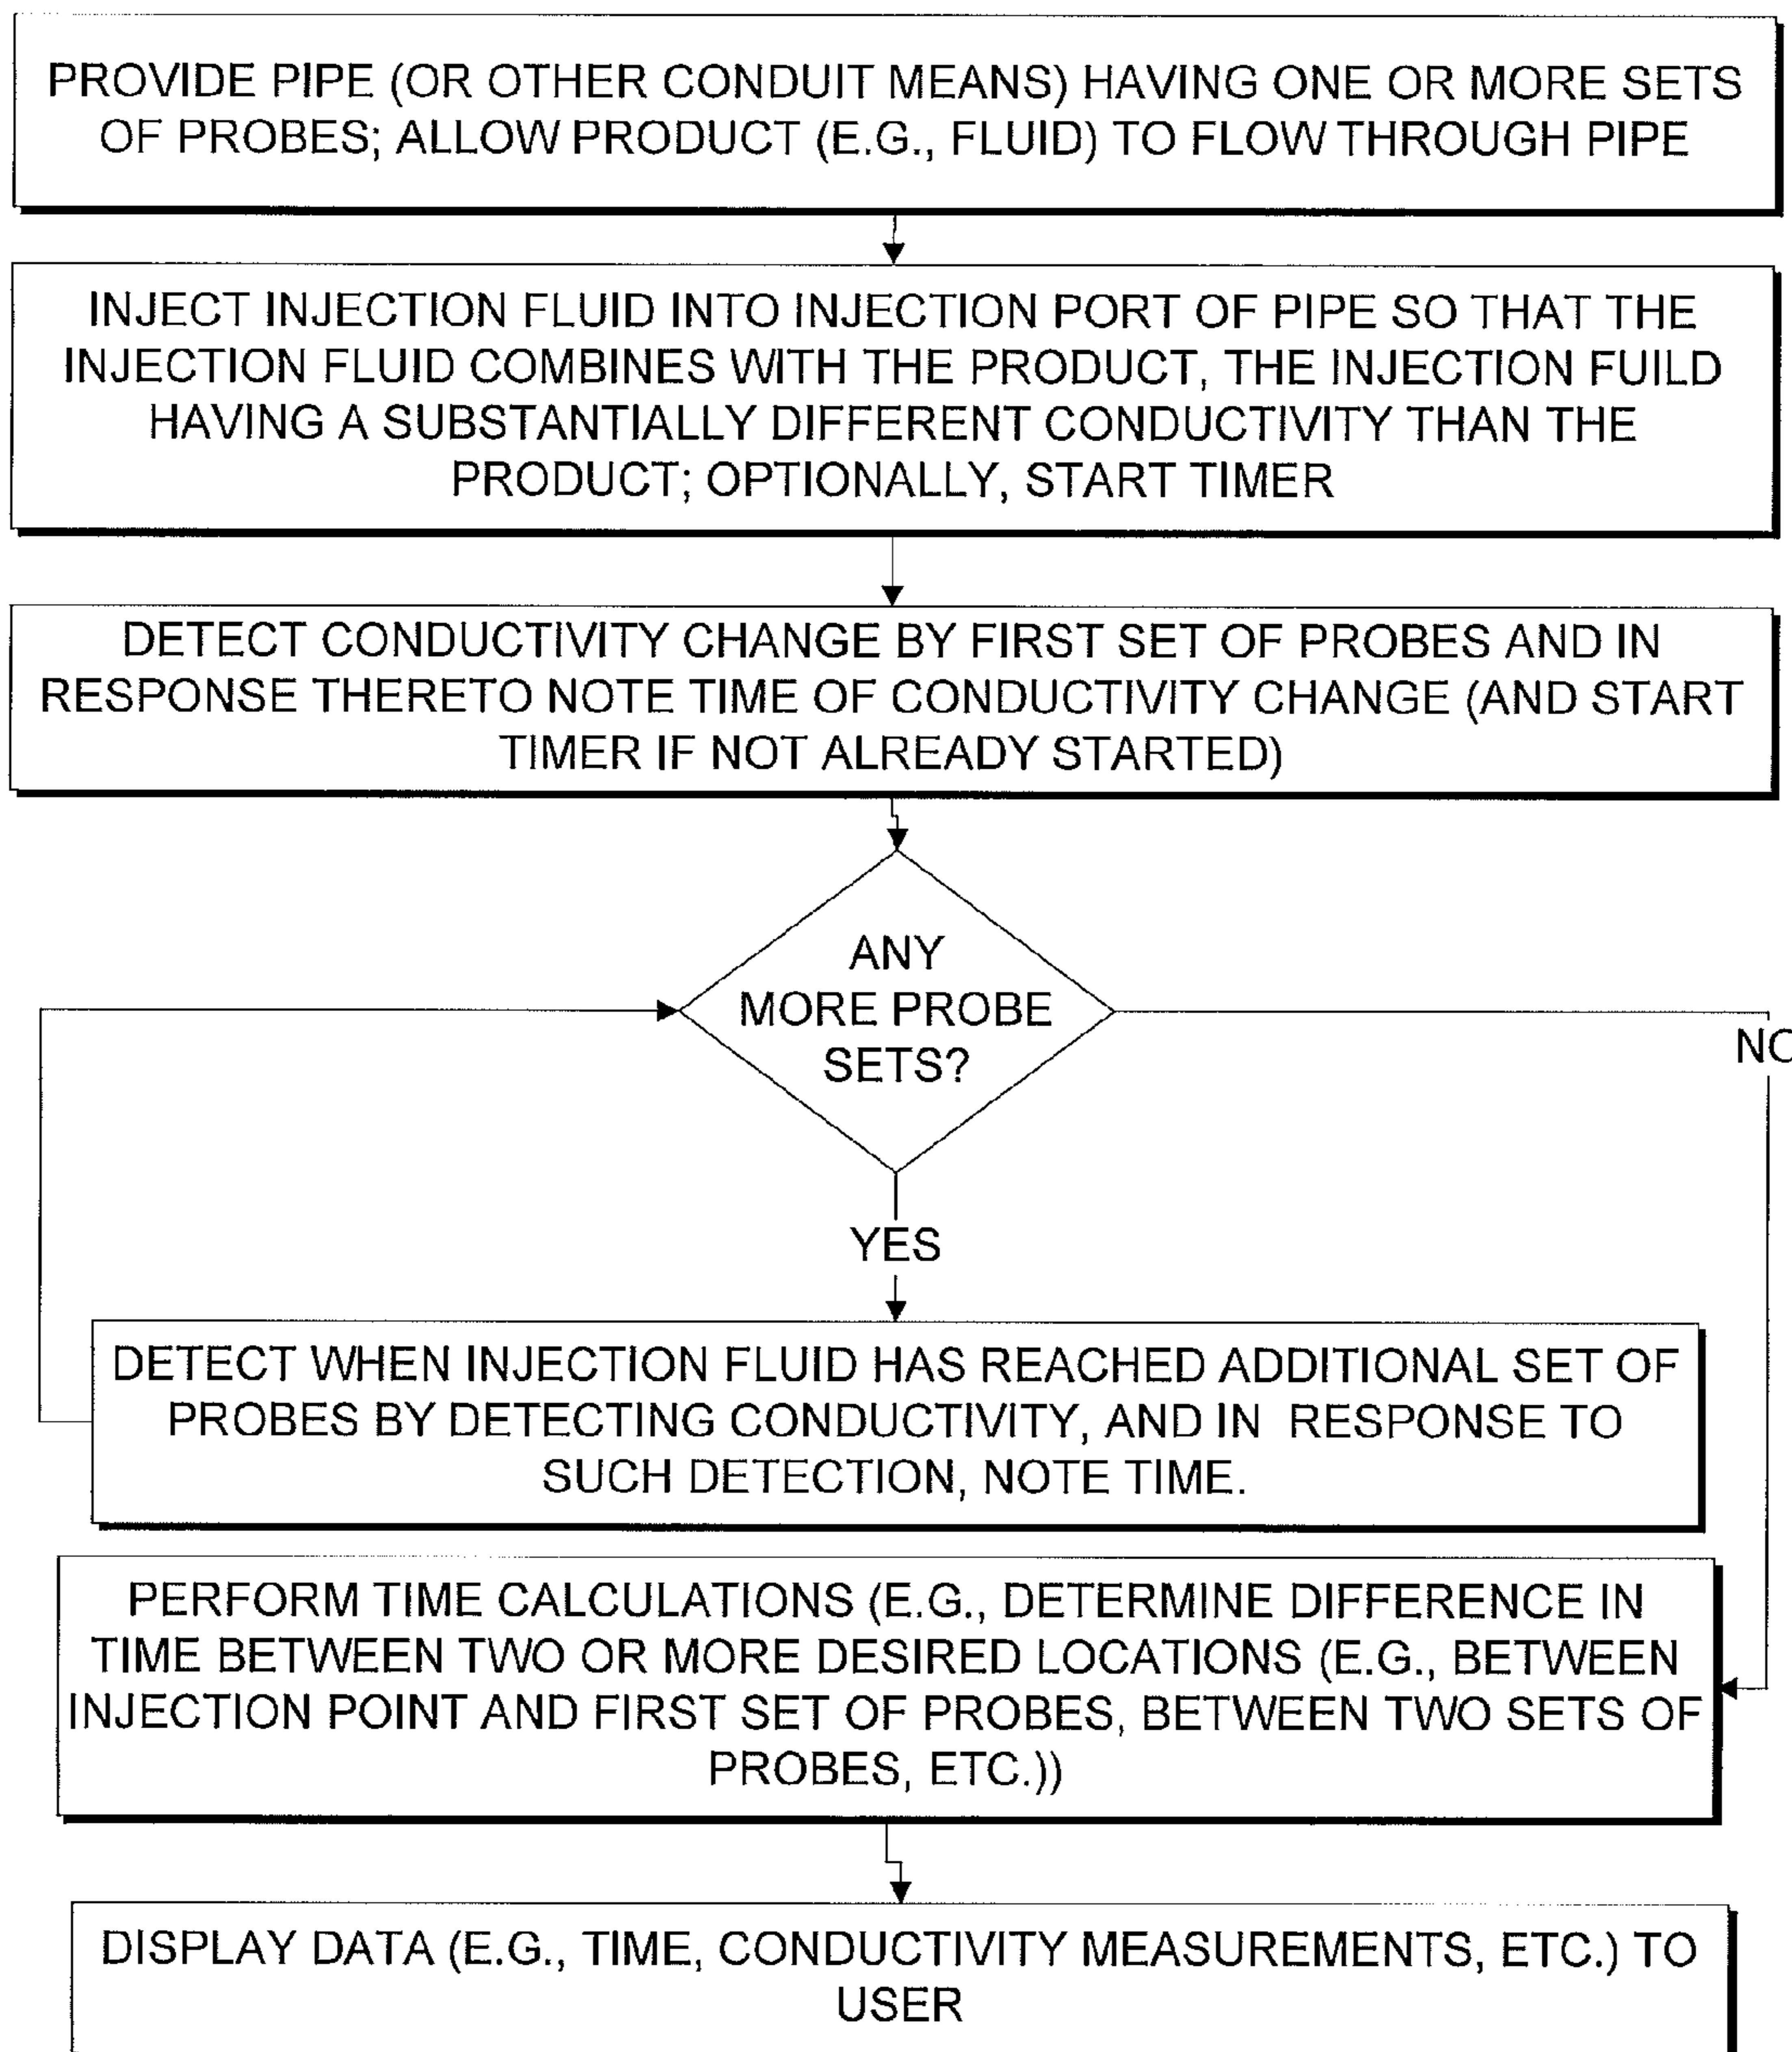 PROVIDE PIPE (OR OTHER CONDUIT MEANS) HAVING ONE OR MORE SETS
OF PROBES; ALLOW PRODUCT (E.G., FLUID) TO FLOW THROUGH PIPE
INJECT INJECTION FLUID INTO INJECTION PORT OF PIPE SO THAT THE
INJECTION FLUID COMBINES WITH THE PRODUCT, THE INJECTION FUILD
HAVING A SUBSTANTIALLY DIFFERENT CONDUCTIVITY THAN THE
PRODUCT; OPTIONALLY, START TIMER
DETECT CONDUCTIVITY CHANGE BY FIRST SET OF PROBES AND IN
RESPONSE THERETO NOTE TIME OF CONDUCTIVITY CHANGE (AND START
TIMER IF NOT ALREADY STARTED)
ANY
MORE PROBE
SETS?
NO
YES
DETECT WHEN INJECTION FLUID HAS REACHED ADDITIONAL SET OF
PROBES BY DETECTING CONDUCTIVITY, AND IN RESPONSE TO
SUCH DETECTION, NOTE TIME.
PERFORM TIME CALCULATIONS (E.G., DETERMINE DIFFERENCE IN
TIME BETWEEN TWO OR MORE DESIRED LOCATIONS (E.G., BETWEEN
INJECTION POINT AND FIRST SET OF PROBES, BETWEEN TWO SETS OF
PROBES, ETC.))
DISPLAY DATA (E.G., TIME, CONDUCTIVITY MEASUREMENTS, ETC.) TO
USER